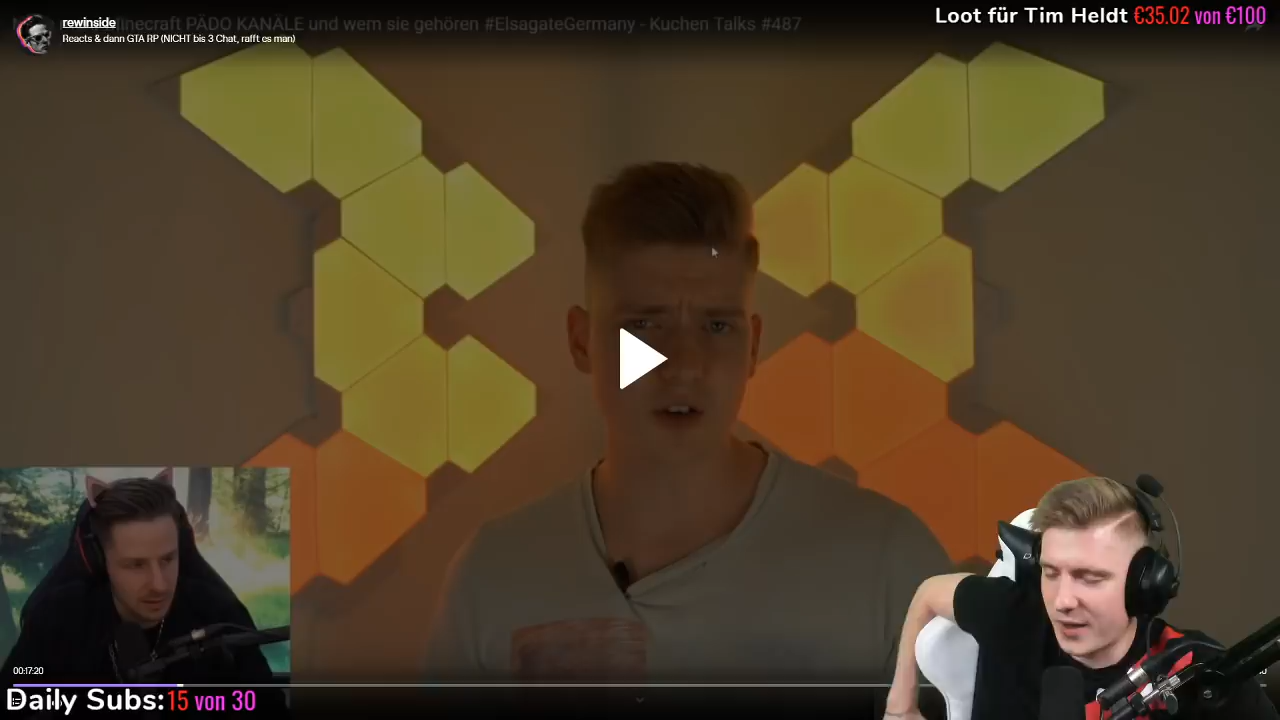 inecraft PÄDO KANÄLE und wem sie gehören #ElsagateGermany - Kuchen Talks #487
rewinside
Reacts & dann GTA RP (NICHT bis 3 Chat, rafft es man)
Loot für Tim Heldt €35.02 von €100
00:17:20
Daily Subs: 15 von 30